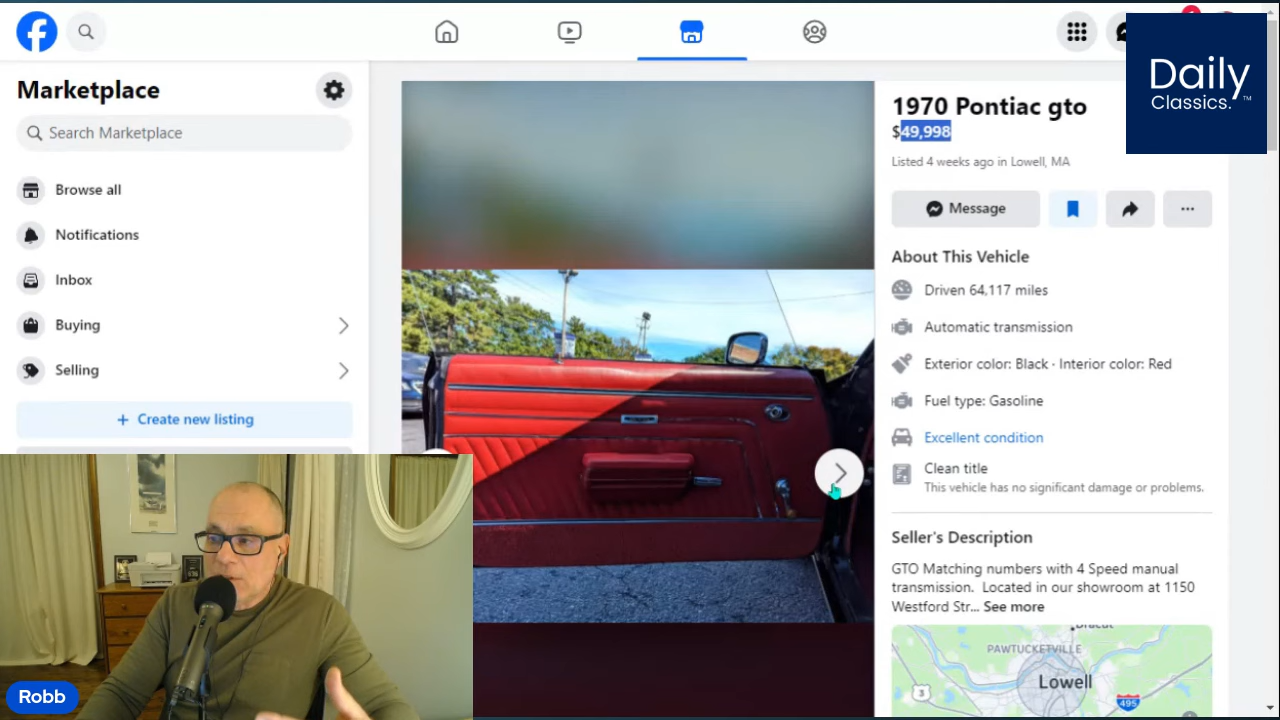 Daily
Classics.™
Marketplace
Search Marketplace
Browse all
Notifications
Inbox
Buying
Selling
+ Create new listing
1970 Pontiac gto
$49,998
Listed 4 weeks ago in Lowell, MA
Message
About This Vehicle
Driven 64,117 miles
Automatic transmission
Exterior color: Black · Interior color: Red
Fuel type: Gasoline
Excellent condition
Clean title
This vehicle has no significant damage or problems.
Seller's Description
GTO Matching numbers with 4 Speed manual
transmission. Located in our showroom at 1150
Westford Str... See more
Dracut
PAWTUCKETVILLE
Lowell
3
495
Robb